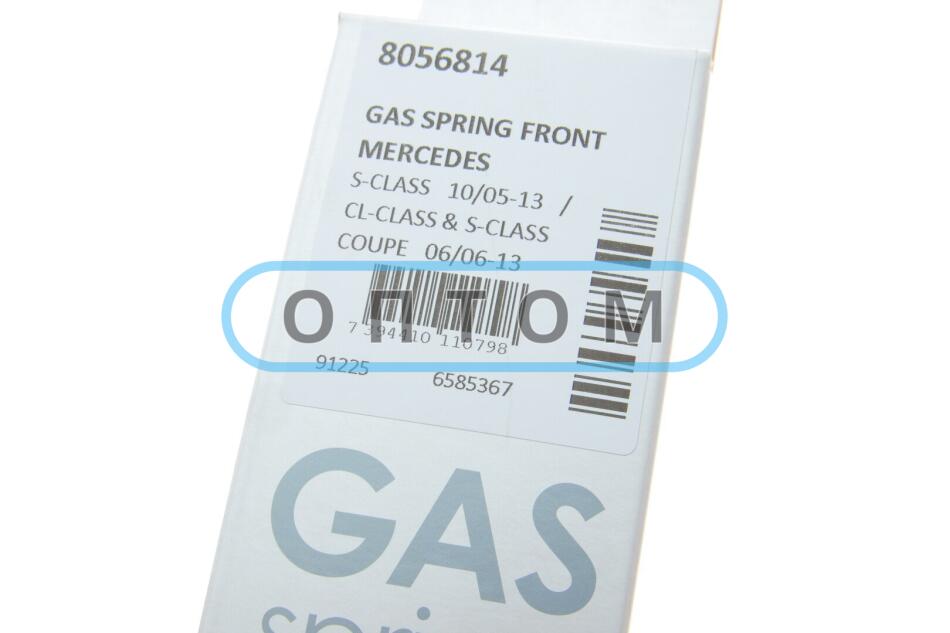 8056814
GAS SPRING FRONT
MERCEDES
S-CLASS 10/05-13 /
CL-CLASS & S-CLASS
COUPE 06/06-13
ОПТОМ
7 394410 110798
91225 6585367
GAS
spri